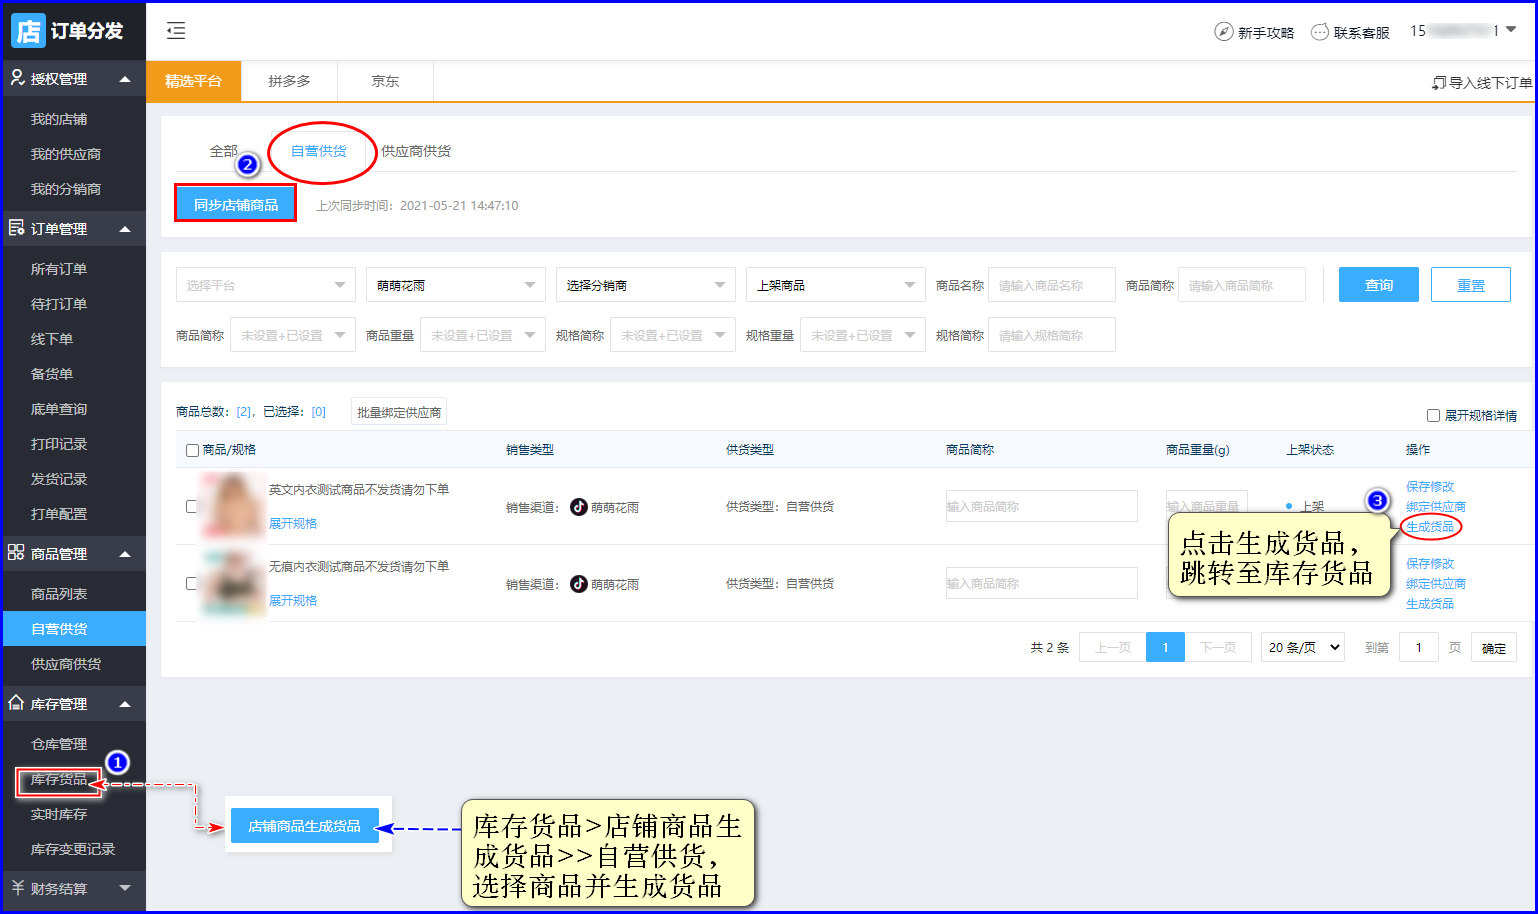 店 订单分发
新手攻略 联系客服 15 1
授权管理
我的店铺
我的供应商
我的分销商
订单管理
所有订单
待打订单
线下单
备货单
底单查询
打印记录
发货记录
打单配置
商品管理
商品列表
自营供货
供应商供货
库存管理
仓库管理
1
库存货品
实时库存
库存变更记录
财务结算
精选平台 拼多多 京东 导入线下订单
全部 2 自营供货 供应商供货
同步店铺商品 上次同步时间：2021-05-21 14:47:10
选择平台 萌萌花雨 选择分销商 上架商品 商品名称 请输入商品名称 商品简称 请输入商品简称 查询 重置
商品简称 未设置+已设置 商品重量 未设置+已设置 规格简称 未设置+已设置 规格重量 未设置+已设置 规格简称 请输入规格简称
商品总数：[2]，已选择：[0] 批量绑定供应商 展开规格详情
商品/规格 销售类型 供货类型 商品简称 商品重量(g) 上架状态 操作
英文内衣测试商品不发货请勿下单
展开规格
销售渠道： 萌萌花雨 供货类型：自营供货 输入商品简称 输入商品重量 上架 3
保存修改
绑定供应商
生成货品
点击生成货品，
跳转至库存货品
无痕内衣测试商品不发货请勿下单
展开规格
销售渠道： 萌萌花雨 供货类型：自营供货 输入商品简称
保存修改
绑定供应商
生成货品
共 2 条 上一页 1 下一页 20 条/页 到第 1 页 确定
店铺商品生成货品
库存货品>店铺商品生
成货品>>自营供货，
选择商品并生成货品